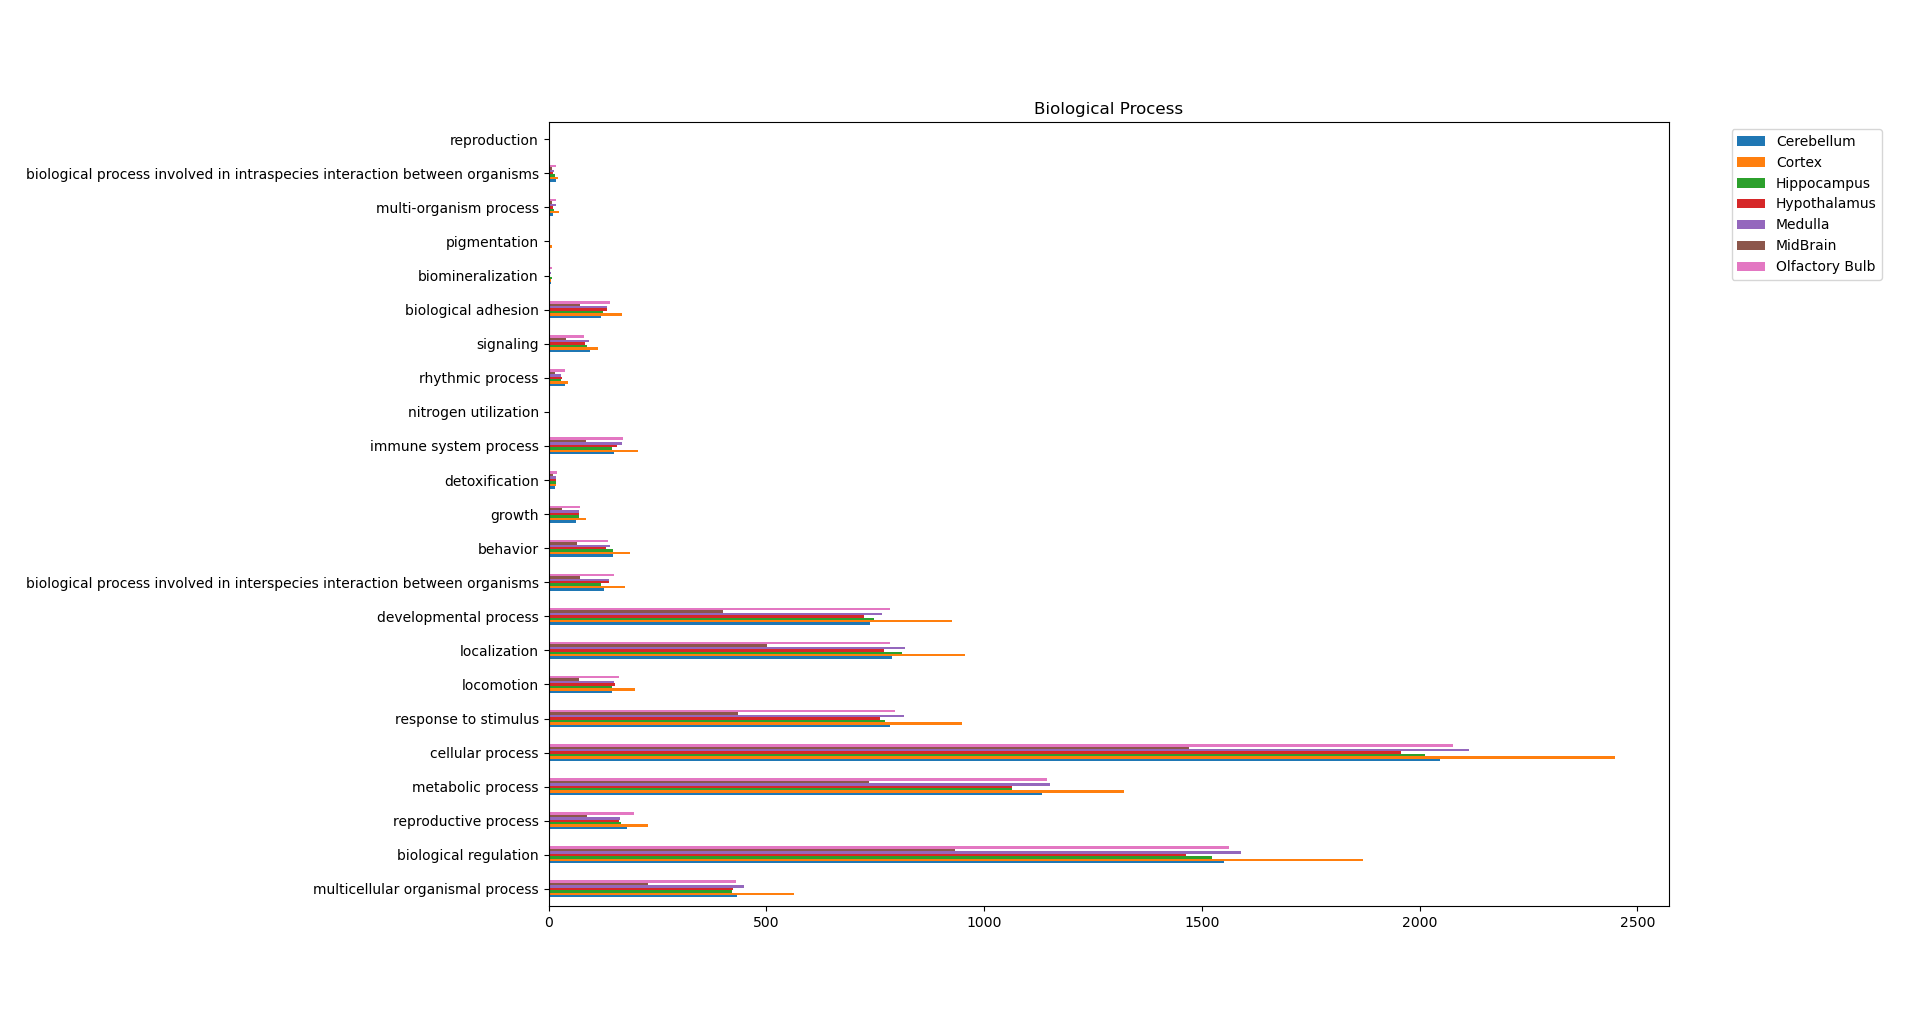 Biological Process
reproduction
biological process involved in intraspecies interaction between organisms
multi-organism process
pigmentation
biomineralization
biological adhesion
signaling
rhythmic process
nitrogen utilization
immune system process
detoxification
growth
behavior
biological process involved in interspecies interaction between organisms
developmental process
localization
locomotion
response to stimulus
cellular process
metabolic process
reproductive process
biological regulation
multicellular organismal process
0 500 1000 1500 2000 2500
Cerebellum
Cortex
Hippocampus
Hypothalamus
Medulla
MidBrain
Olfactory Bulb